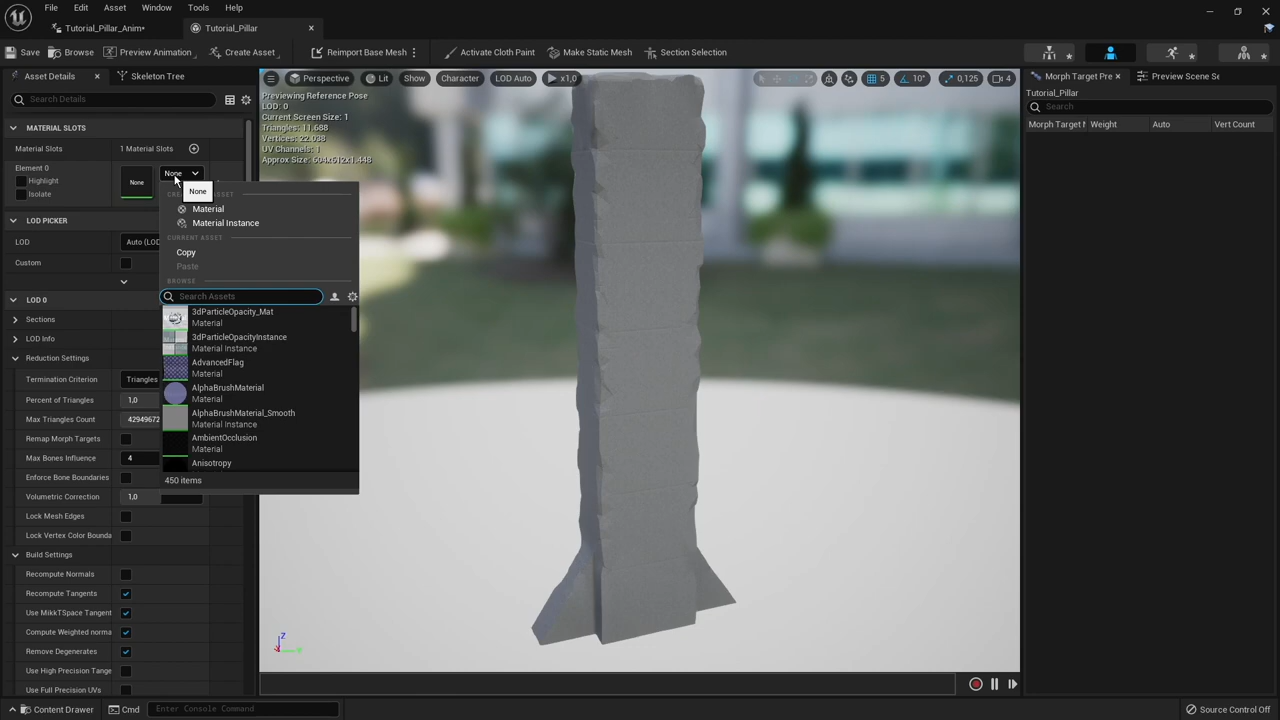 File Edit Asset Window Tools Help
Tutorial_Pillar_Anim*
Tutorial_Pillar
Save Browse Preview Animation Create Asset Reimport Base Mesh Activate Cloth Paint Make Static Mesh Section Selection
Asset Details
Skeleton Tree
Search Details
MATERIAL SLOTS
Material Slots 1 Material Slots
Element 0
Highlight
Isolate
None
None
None
LOD PICKER
LOD Auto (LOD
Custom
LOD 0
Sections
LOD Info
Reduction Settings
Termination Criterion Triangles
Percent of Triangles 1,0
Max Triangles Count 42949672
Remap Morph Targets
Max Bones Influence 4
Enforce Bone Boundaries
Volumetric Correction 1,0
Lock Mesh Edges
Lock Vertex Color Bounda
Build Settings
Recompute Normals
Recompute Tangents
Use MikkTSpace Tangent
Compute Weighted norma
Remove Degenerates
Use High Precision Tange
Use Full Precision UVs
Material
Material Instance
CURRENT ASSET
Copy
Paste
BROWSE
Search Assets
3dParticleOpacity_Mat
Material
3dParticleOpacityInstance
Material Instance
AdvancedFlag
Material
AlphaBrushMaterial
Material
AlphaBrushMaterial_Smooth
Material Instance
AmbientOcclusion
Material
Anisotropy
450 items
Perspective Lit Show Character LOD Auto x1,0
5 10° 0,125 4
Previewing Reference Pose
LOD: 0
Current Screen Size: 1
Triangles: 11.688
Vertices: 22.038
UV Channels: 1
Approx Size: 604x612x1.448
Z
Morph Target Pre
Preview Scene Se
Tutorial_Pillar
Search
Morph Target Weight Auto Vert Count
Content Drawer Cmd Enter Console Command
Source Control Off